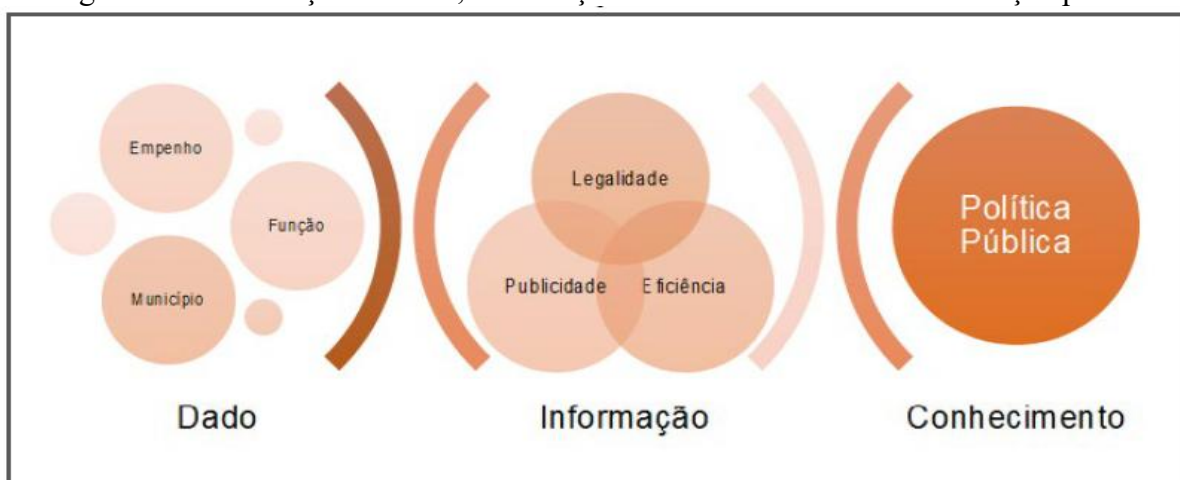 Empenho
Função
Município
Legalidade
Publicidade
Eficiência
Política
Pública
Dado
Informação
Conhecimento